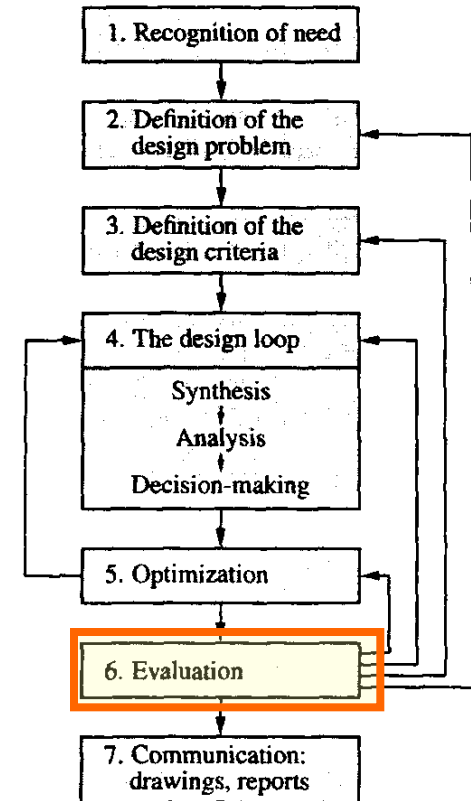 1. Recognition of need
2. Definition of the
design problem
3. Definition of the
design criteria
4. The design loop
Synthesis
Analysis
Decision-making
5. Optimization
6. Evaluation
7. Communication:
drawings, reports